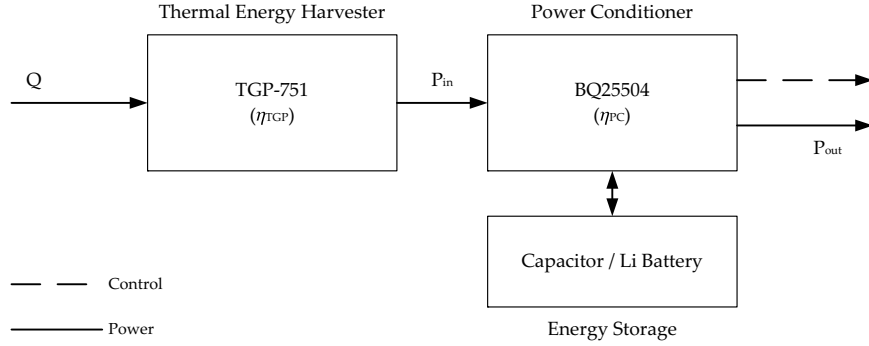 Thermal Energy Harvester
Power Conditioner
Q
TGP-751
(ηTGP)
Pin
BQ25504
(ηPC)
Pout
Capacitor / Li Battery
Control
Power
Energy Storage